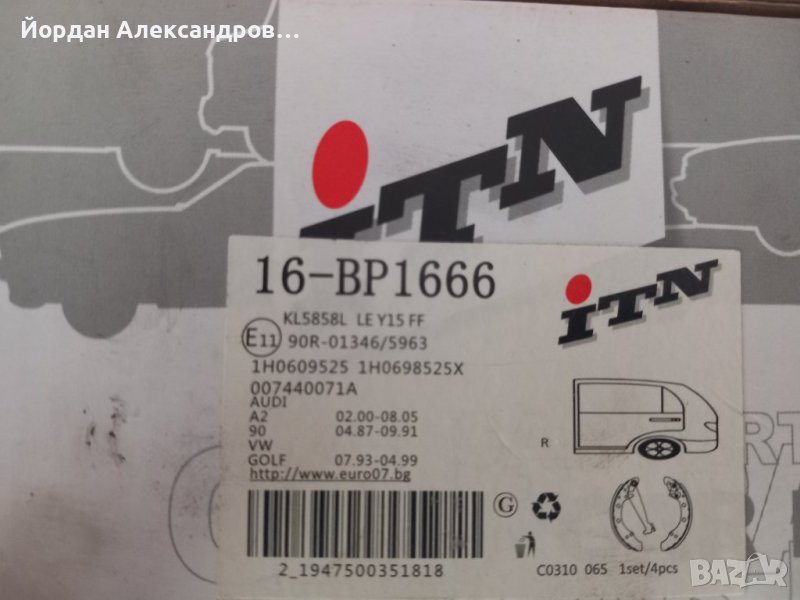 Йордан Александров...
iTN
16-BP1666
iTN
KL5858L LE Y15 FF
E11 90R-01346/5963
1H0609525 1H0698525X
007440071A
AUDI
A2 02.00-08.05
90 04.87-09.91
VW
GOLF 07.93-04.99
http://www.euro07.bg
R
G
2_1947500351818
C0310 065 1set/4pcs
BAZAR